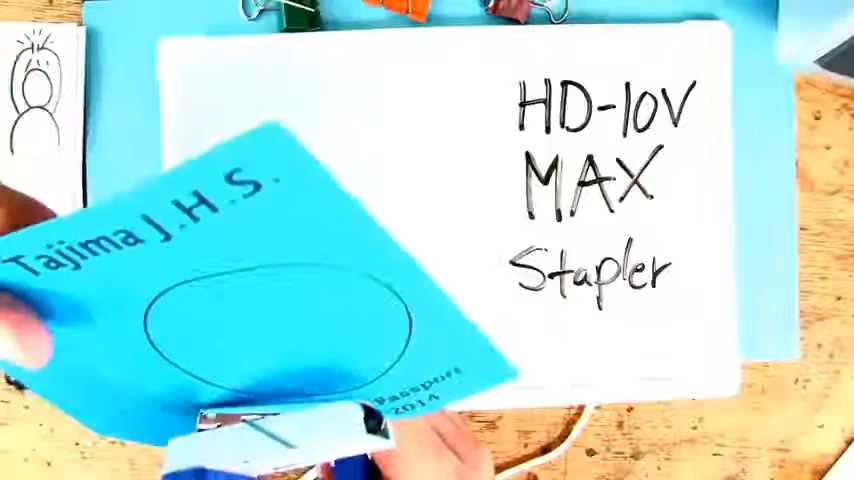 HD-10V
MAX
Stapler
Tajima J.H.S.
Passport
2014